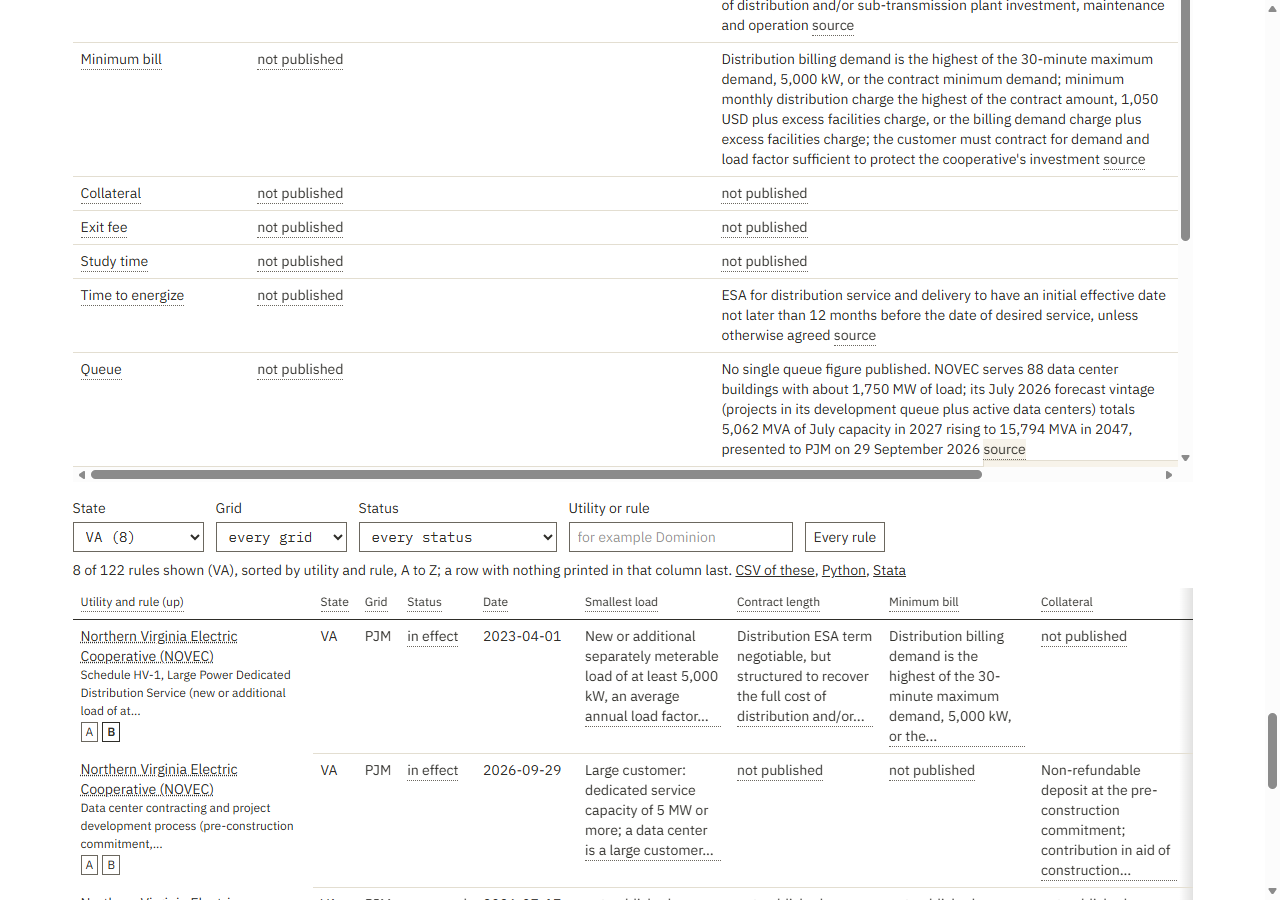 of distribution and/or sub-transmission plant investment, maintenance
and operation source
Minimum bill
not published
Distribution billing demand is the highest of the 30-minute maximum
demand, 5,000 kW, or the contract minimum demand; minimum
monthly distribution charge the highest of the contract amount, 1,050
USD plus excess facilities charge, or the billing demand charge plus
excess facilities charge; the customer must contract for demand and
load factor sufficient to protect the cooperative's investment source
Collateral
not published
not published
Exit fee
not published
not published
Study time
not published
not published
Time to energize
not published
ESA for distribution service and delivery to have an initial effective date
not later than 12 months before the date of desired service, unless
otherwise agreed source
Queue
not published
No single queue figure published. NOVEC serves 88 data center
buildings with about 1,750 MW of load; its July 2026 forecast vintage
(projects in its development queue plus active data centers) totals
5,062 MVA of July capacity in 2027 rising to 15,794 MVA in 2047,
presented to PJM on 29 September 2026 source
State
Grid
Status
Utility or rule
VA (8)
every grid
every status
for example Dominion
Every rule
8 of 122 rules shown (VA), sorted by utility and rule, A to Z; a row with nothing printed in that column last. CSV of these, Python, Stata
Utility and rule (up)
State
Grid
Status
Date
Smallest load
Contract length
Minimum bill
Collateral
Northern Virginia Electric
Cooperative (NOVEC)
Schedule HV-1, Large Power Dedicated
Distribution Service (new or additional
load of at...
A B
VA
PJM
in effect
2023-04-01
New or additional
separately meterable
load of at least 5,000
kW, an average
annual load factor...
Distribution ESA term
negotiable, but
structured to recover
the full cost of
distribution and/or...
Distribution billing
demand is the
highest of the 30-
minute maximum
demand, 5,000 kW,
or the...
not published
Northern Virginia Electric
Cooperative (NOVEC)
Data center contracting and project
development process (pre-construction
commitment,...
A B
VA
PJM
in effect
2026-09-29
Large customer:
dedicated service
capacity of 5 MW or
more; a data center
is a large customer...
not published
not published
Non-refundable
deposit at the pre-
construction
commitment;
contribution in aid of
construction...